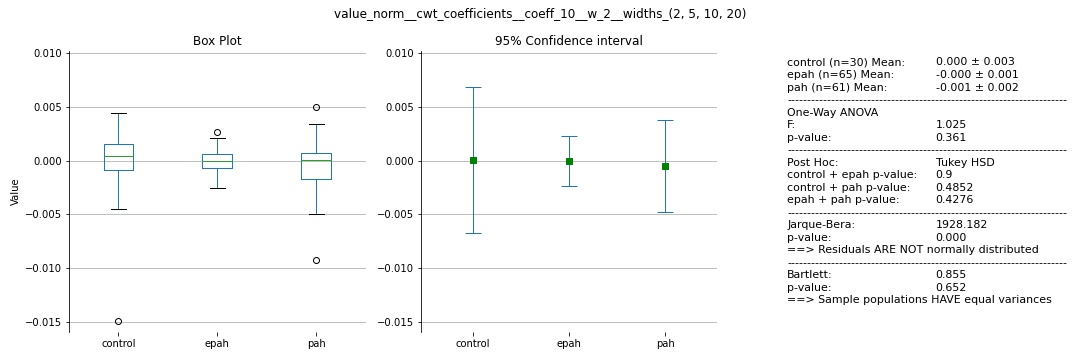 value_norm__cwt_coefficients__coeff_10__w_2__widths_(2, 5, 10, 20)
Box Plot
0.010
0.005
0.000
−0.005
−0.010
−0.015
Value
control
epah
pah
95% Confidence interval
0.010
0.005
0.000
−0.005
−0.010
−0.015
control
epah
pah
control (n=30) Mean: 0.000 ± 0.003
epah (n=65) Mean: -0.000 ± 0.001
pah (n=61) Mean: -0.001 ± 0.002
One-Way ANOVA
F: 1.025
p-value: 0.361
Post Hoc: Tukey HSD
control + epah p-value: 0.9
control + pah p-value: 0.4852
epah + pah p-value: 0.4276
Jarque-Bera: 1928.182
p-value: 0.000
==> Residuals ARE NOT normally distributed
Bartlett: 0.855
p-value: 0.652
==> Sample populations HAVE equal variances